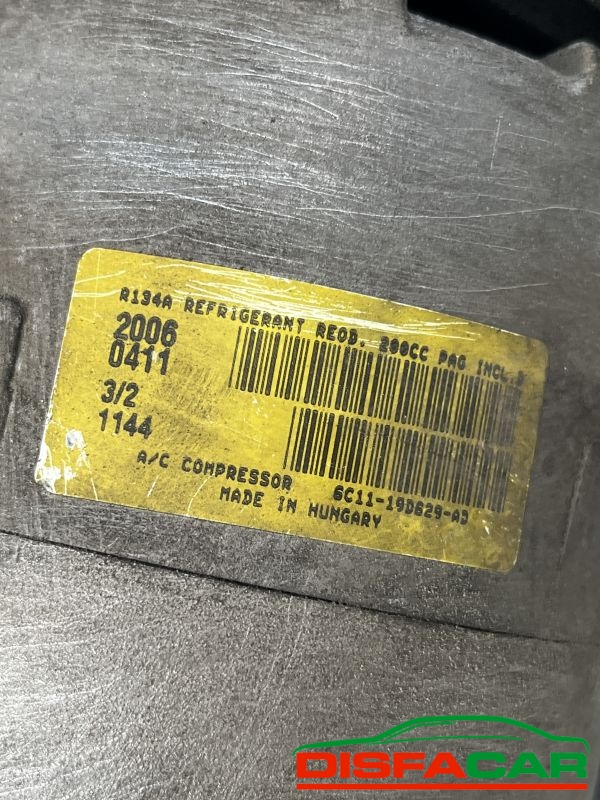 R134A REFRIGERANT REQD. 200CC PAG INCL.D
2006
0411
3/2
1144
A/C COMPRESSOR 6C11-19D629-AD
MADE IN HUNGARY
DISFACAR